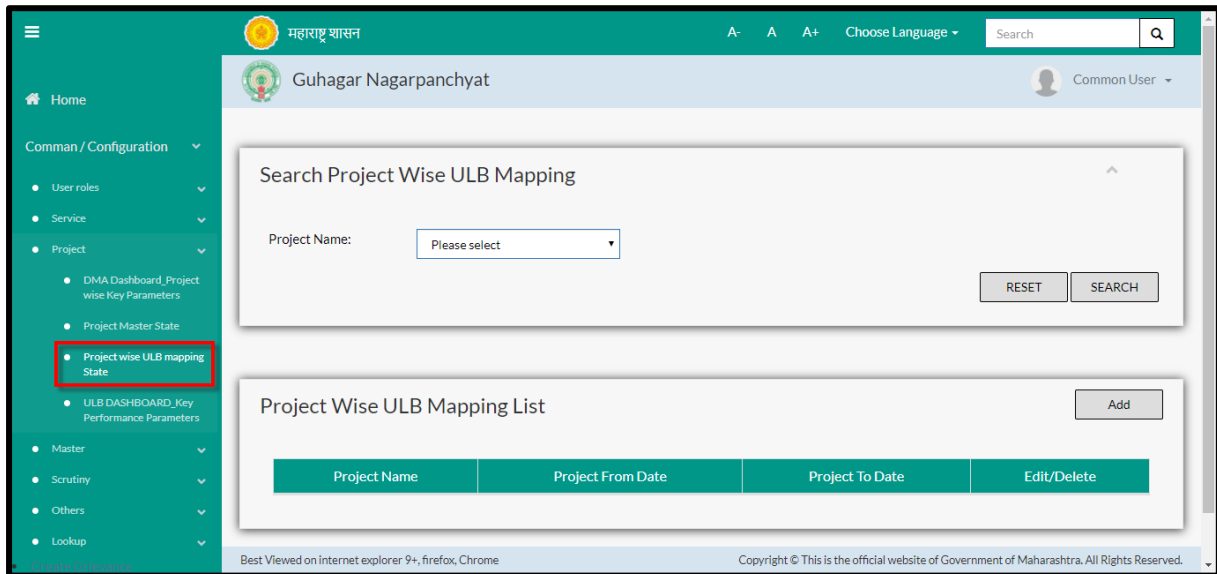 महाराष्ट्र शासन
A- A A+ Choose Language
Search
Guhagar Nagarpanchyat
Common User
Home
Comman / Configuration
User roles
Service
Project
DMA Dashboard_Project
wise Key Parameters
Project Master State
Project wise ULB mapping
State
ULB DASHBOARD_Key
Performance Parameters
Master
Scrutiny
Others
Lookup
Create Grievance
Search Project Wise ULB Mapping
Project Name:
Please select
RESET
SEARCH
Project Wise ULB Mapping List
Add
Project Name Project From Date Project To Date Edit/Delete
Best Viewed on internet explorer 9+, firefox, Chrome
Copyright © This is the official website of Government of Maharashtra. All Rights Reserved.